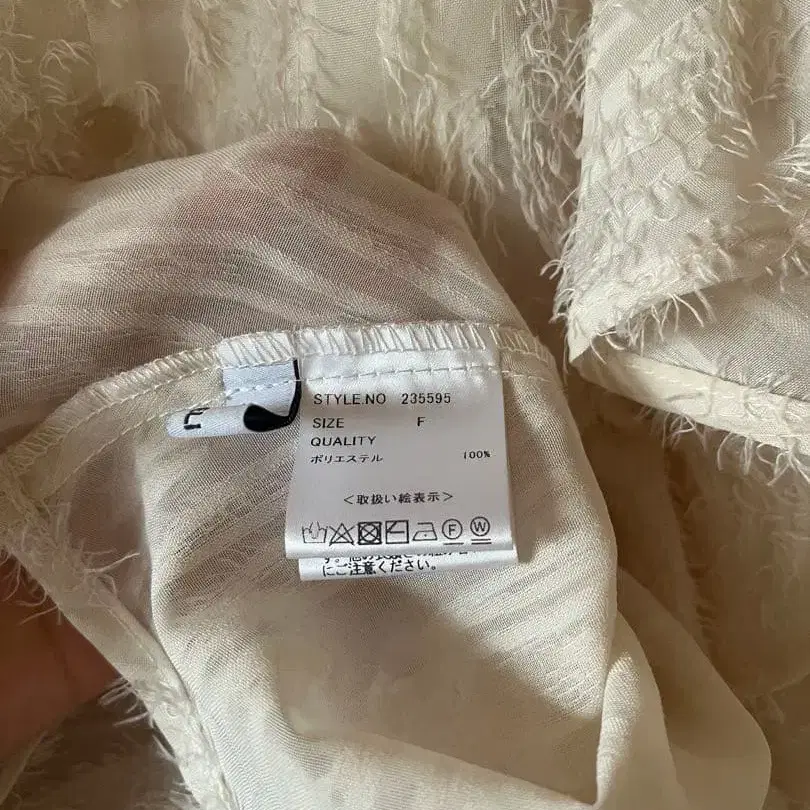 STYLE.NO 235595
SIZE F
QUALITY
ポリエステル 100%
<取扱い絵表示>
F W
にご注意ください。